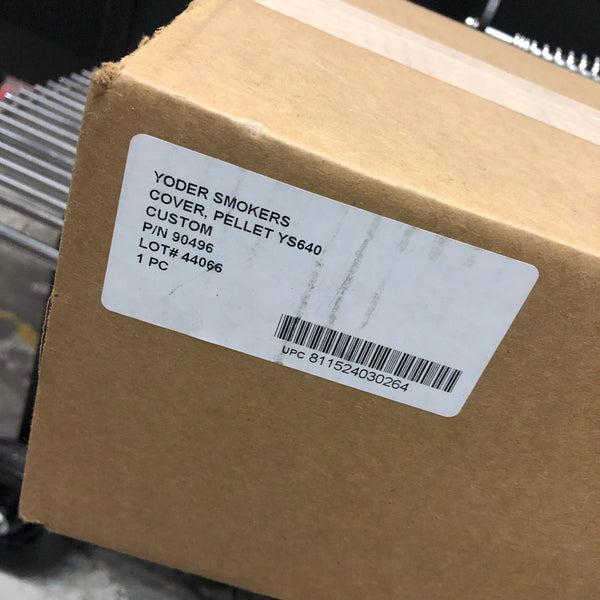 YODER SMOKERS
COVER, PELLET YS640
CUSTOM
P/N 90496
LOT# 44066
1 PC
UPC 811524030264